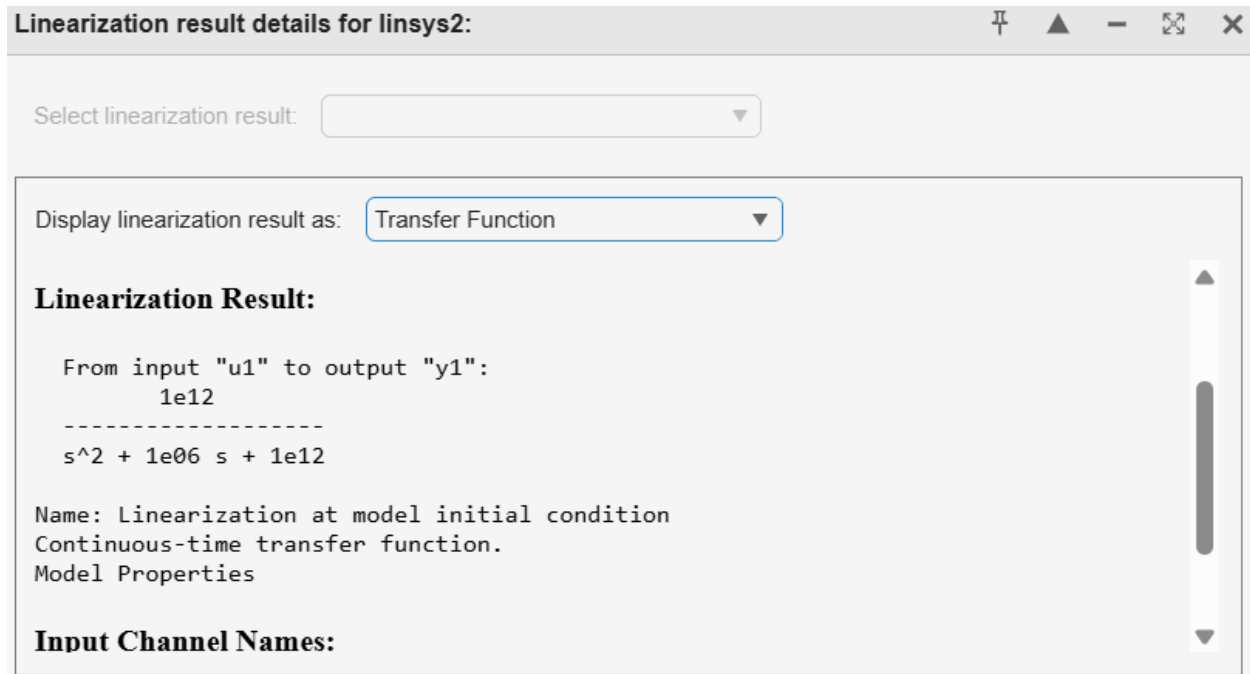 Linearization result details for linsys2:
Select linearization result:
Display linearization result as: Transfer Function
Linearization Result:
From input "u1" to output "y1":
1e12
-------------------
s^2 + 1e06 s + 1e12
Name: Linearization at model initial condition
Continuous-time transfer function.
Model Properties
Input Channel Names: